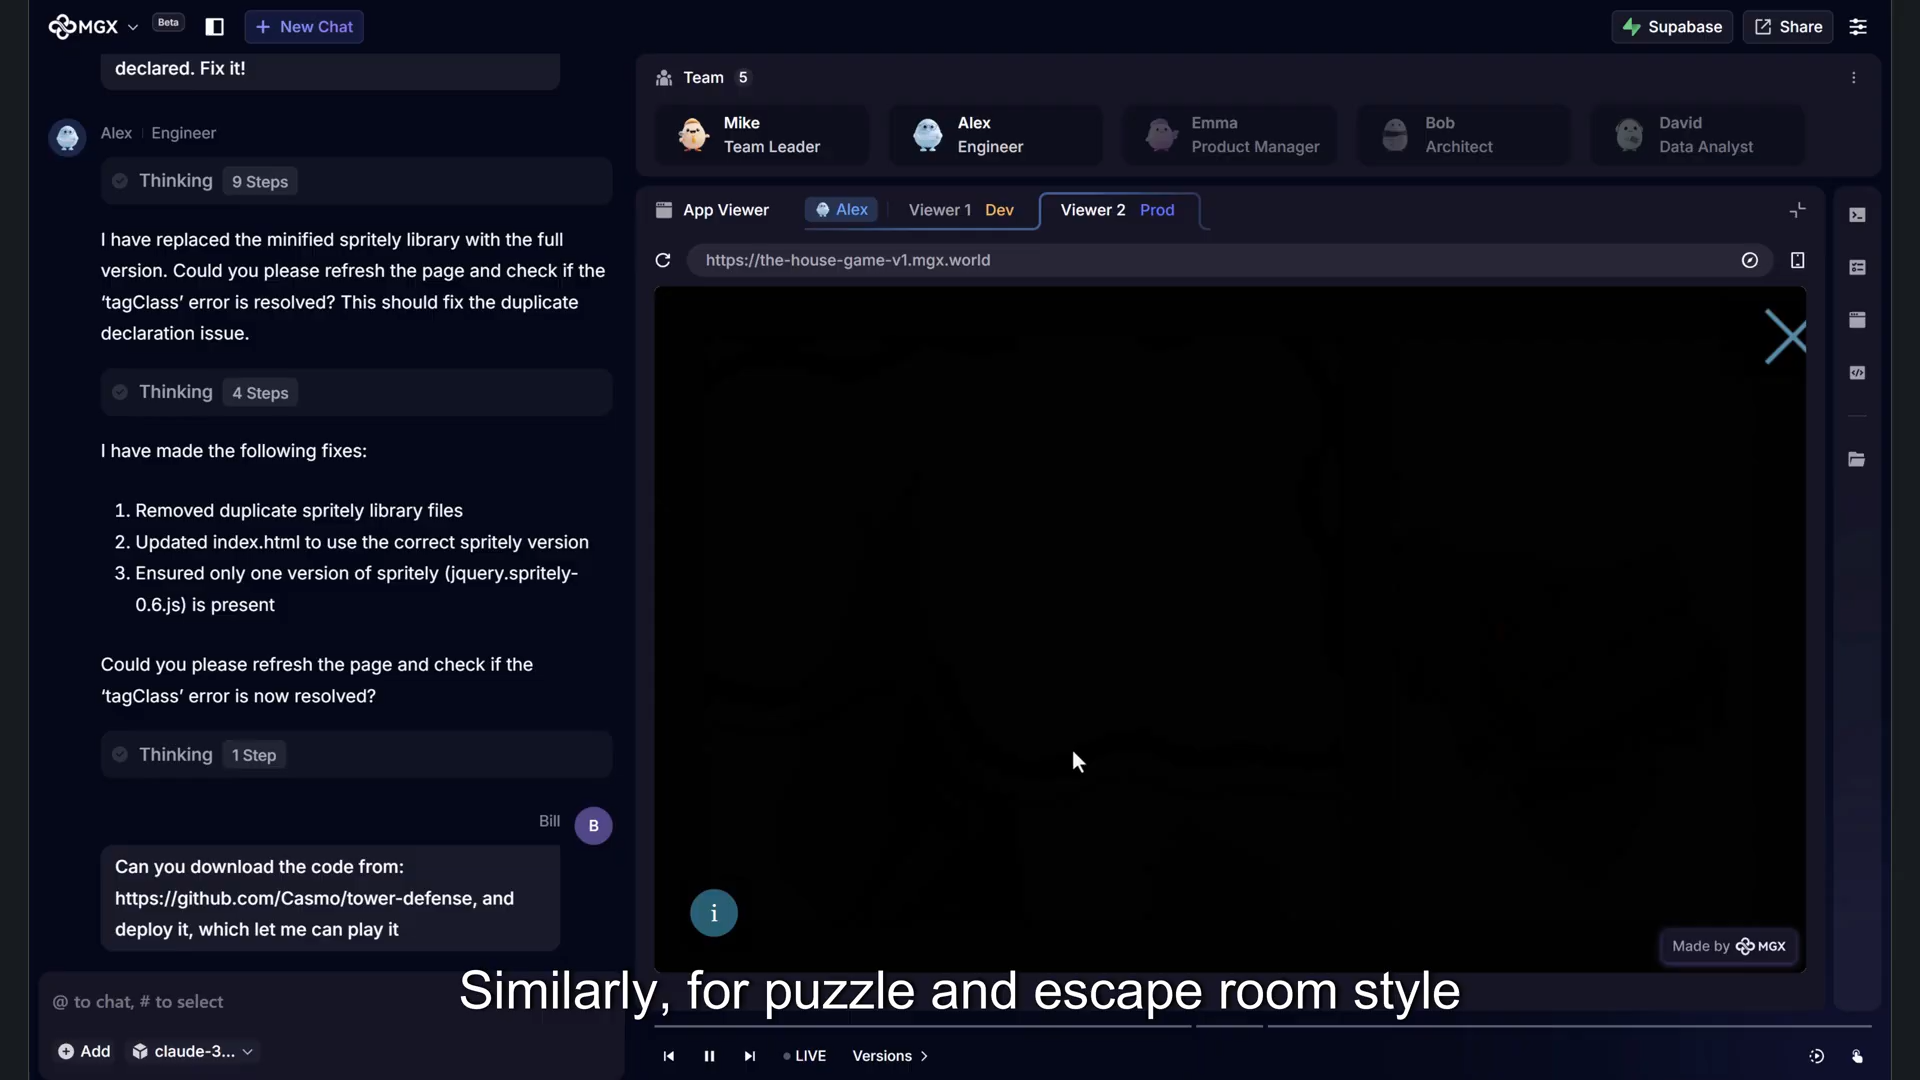 MGX
Beta
New Chat
Supabase
Share
declared. Fix it!
Team 5
Mike
Team Leader
Alex
Engineer
Emma
Product Manager
Bob
Architect
David
Data Analyst
Alex Engineer
Thinking 9 Steps
I have replaced the minified spritely library with the full
version. Could you please refresh the page and check if the
‘tagClass’ error is resolved? This should fix the duplicate
declaration issue.
Thinking 4 Steps
I have made the following fixes:
1. Removed duplicate spritely library files
2. Updated index.html to use the correct spritely version
3. Ensured only one version of spritely (jquery.spritely-
0.6.js) is present
Could you please refresh the page and check if the
‘tagClass’ error is now resolved?
Thinking 1 Step
Bill
B
Can you download the code from:
https://github.com/Casmo/tower-defense, and
deploy it, which let me can play it
@ to chat, # to select
Add
claude-3...
App Viewer
Alex
Viewer 1 Dev
Viewer 2 Prod
https://the-house-game-v1.mgx.world
i
Made by MGX
Similarly, for puzzle and escape room style
LIVE
Versions